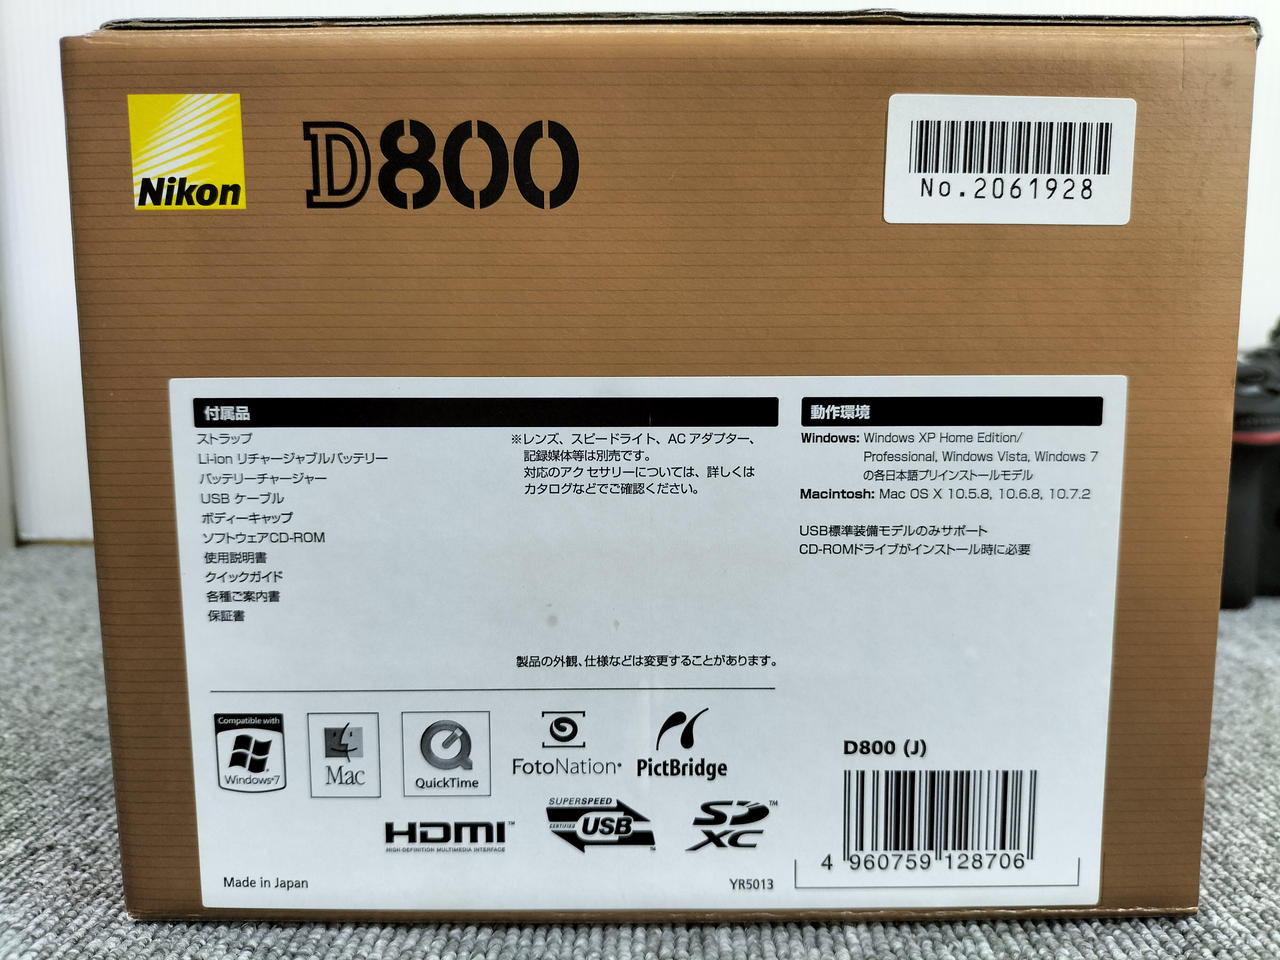 Nikon
D800
No.2061928
付属品
ストラップ
Li-ion リチャージャブルバッテリー
バッテリーチャージャー
USB ケーブル
ボディーキャップ
ソフトウェアCD-ROM
使用説明書
クイックガイド
各種ご案内書
保証書
※レンズ、スピードライト、AC アダプター、
記録媒体等は別売です。
対応のアクセサリーについては、詳しくは
カタログなどでご確認ください。
製品の外観、仕様などは変更することがあります。
動作環境
Windows: Windows XP Home Edition/
Professional, Windows Vista, Windows 7
の各日本語プリインストールモデル
Macintosh: Mac OS X 10.5.8, 10.6.8, 10.7.2
USB標準装備モデルのみサポート
CD-ROMドライブがインストール時に必要
Compatible with
Windows 7
Mac
QuickTime
FotoNation
PictBridge
HDMI™
HIGH-DEFINITION MULTIMEDIA INTERFACE
SUPERSPEED
CERTIFIED
USB™
SD™
XC
Made in Japan
YR5013
D800 (J)
4 960759 128706